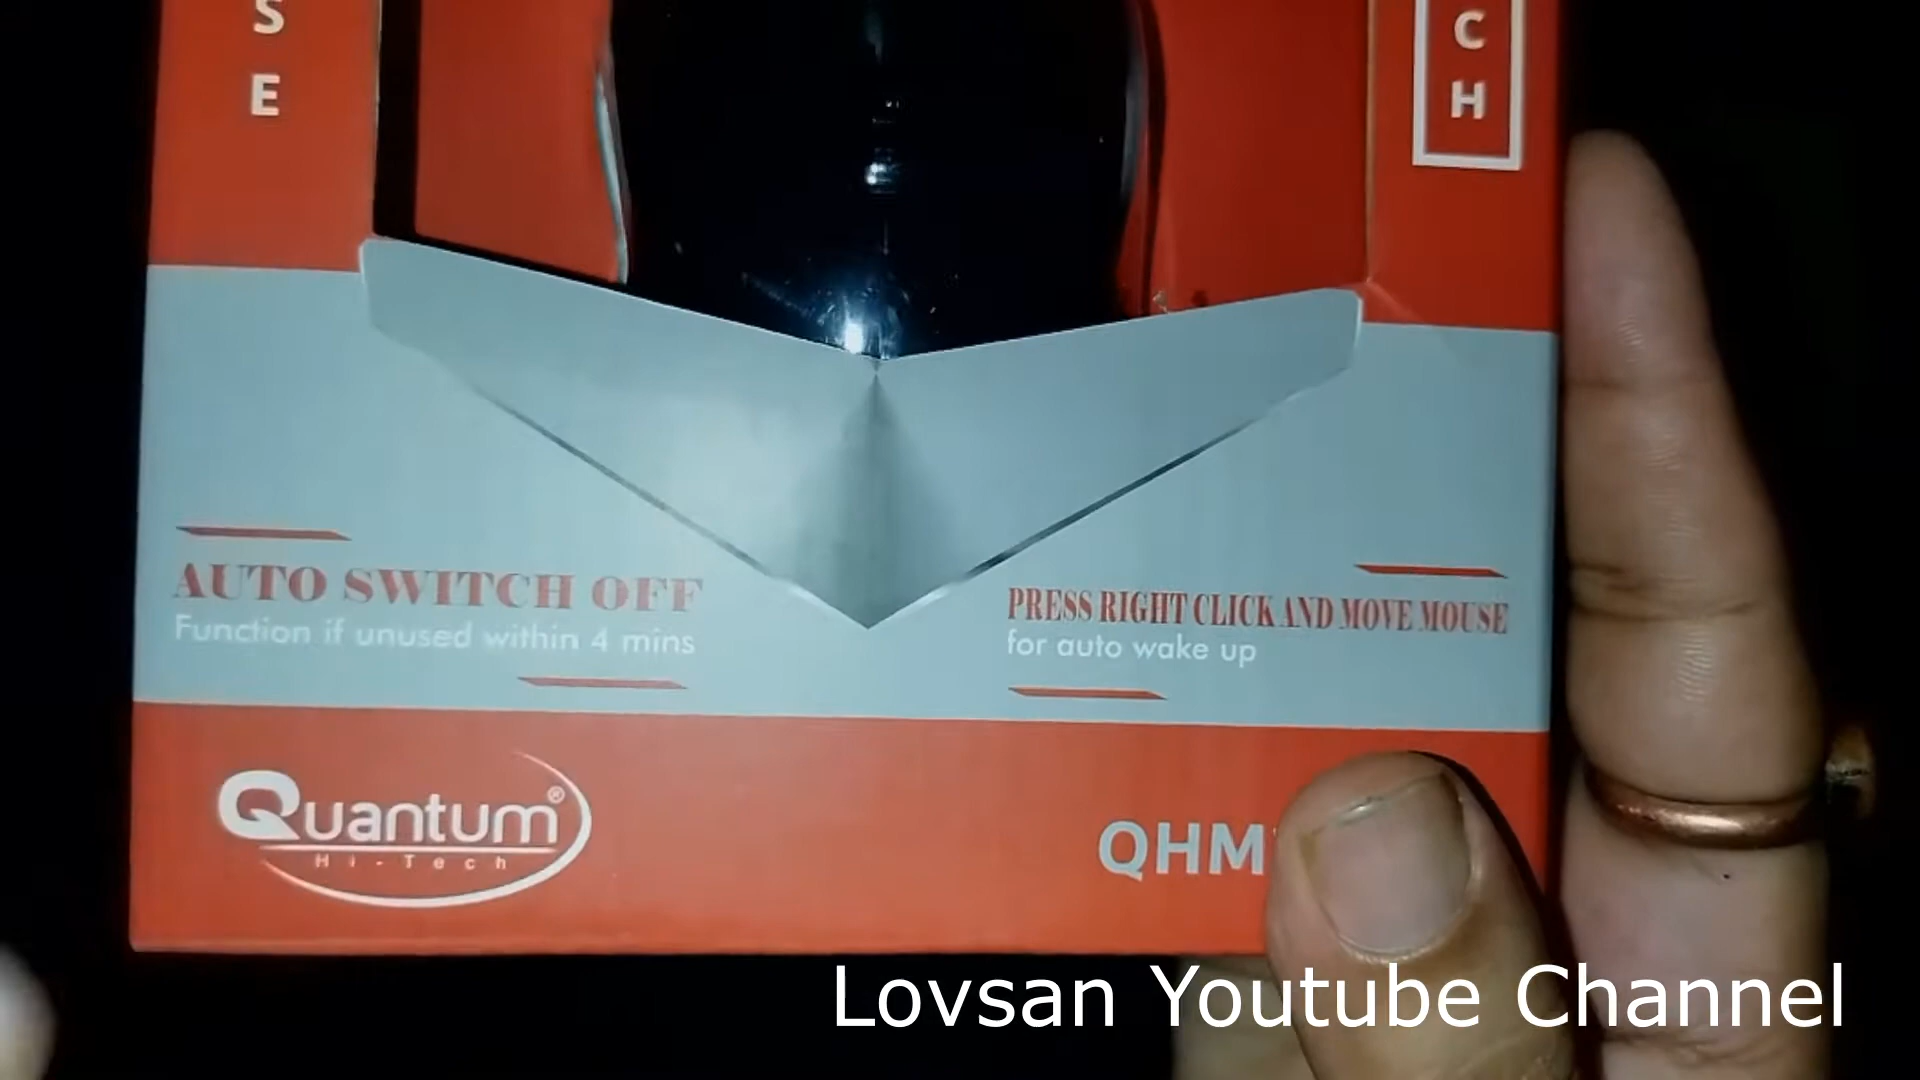 S
E
C
H
AUTO SWITCH OFF
Function if unused within 4 mins
PRESS RIGHT CLICK AND MOVE MOUSE
for auto wake up
Quantum®
Hi-Tech
QHM
Lovsan Youtube Channel